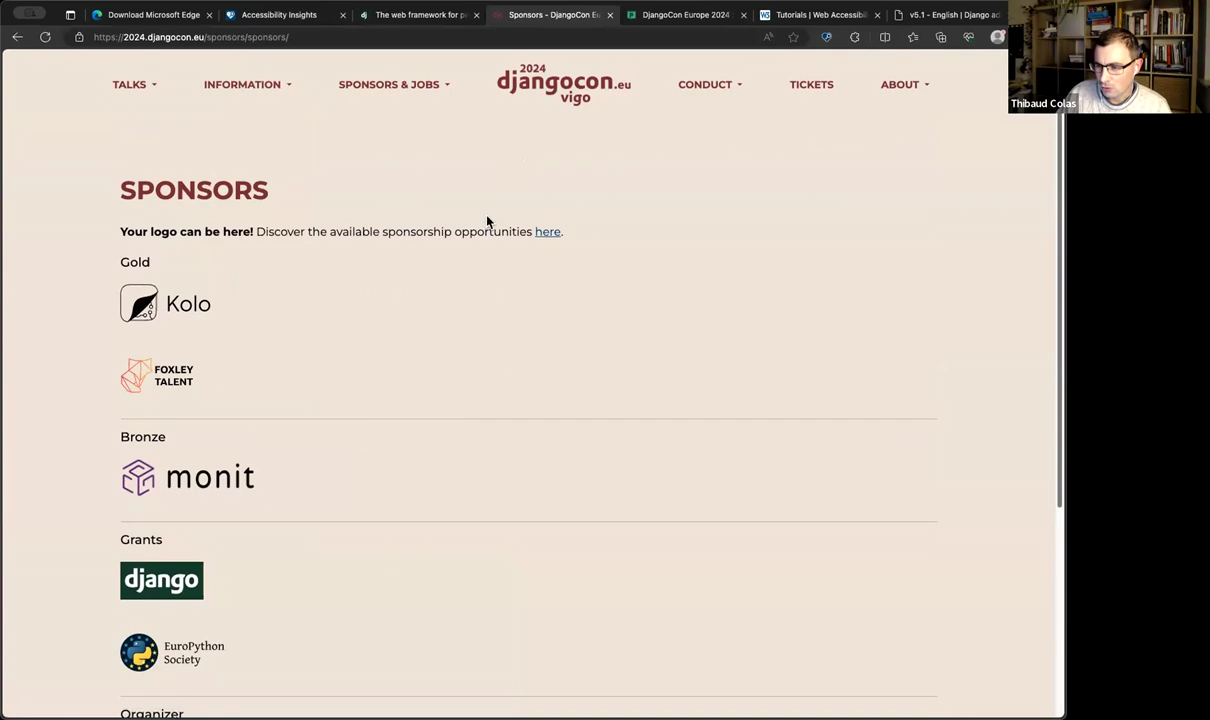 Download Microsoft Edge
Accessibility Insights
The web framework for p
Sponsors - DjangoCon Eu
DjangoCon Europe 2024
Tutorials | Web Accessibil
v5.1 - English | Django ad
https://2024.djangocon.eu/sponsors/sponsors/
Thibaud Colas
TALKS
INFORMATION
SPONSORS & JOBS
2024
djangocon.eu
vigo
CONDUCT
TICKETS
ABOUT
SPONSORS
Your logo can be here! Discover the available sponsorship opportunities here.
Gold
Kolo
FOXLEY
TALENT
Bronze
monit
Grants
django
EuroPython
Society
Organizer